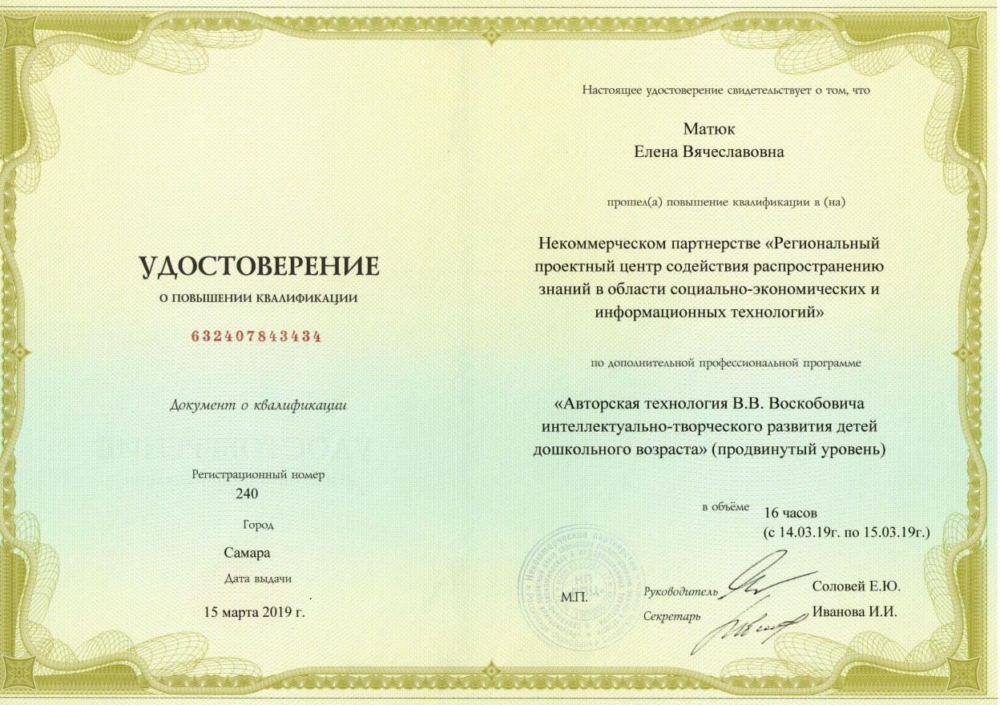 УДОСТОВЕРЕНИЕ
О ПОВЫШЕНИИ КВАЛИФИКАЦИИ
632407843434
Документ о квалификации
Регистрационный номер
240
Город
Самара
Дата выдачи
15 марта 2019 г.
Настоящее удостоверение свидетельствует о том, что
Матюк
Елена Вячеславовна
прошел(а) повышение квалификации в (на)
Некоммерческом партнерстве «Региональный
проектный центр содействия распространению
знаний в области социально-экономических и
информационных технологий»
по дополнительной профессиональной программе
«Авторская технология В.В. Воскобовича
интеллектуально-творческого развития детей
дошкольного возраста» (продвинутый уровень)
в объёме
16 часов
(с 14.03.19г. по 15.03.19г.)
М.П.
Руководитель
Соловей Е.Ю.
Секретарь
Иванова И.И.
Некоммерческое партнерство
НП